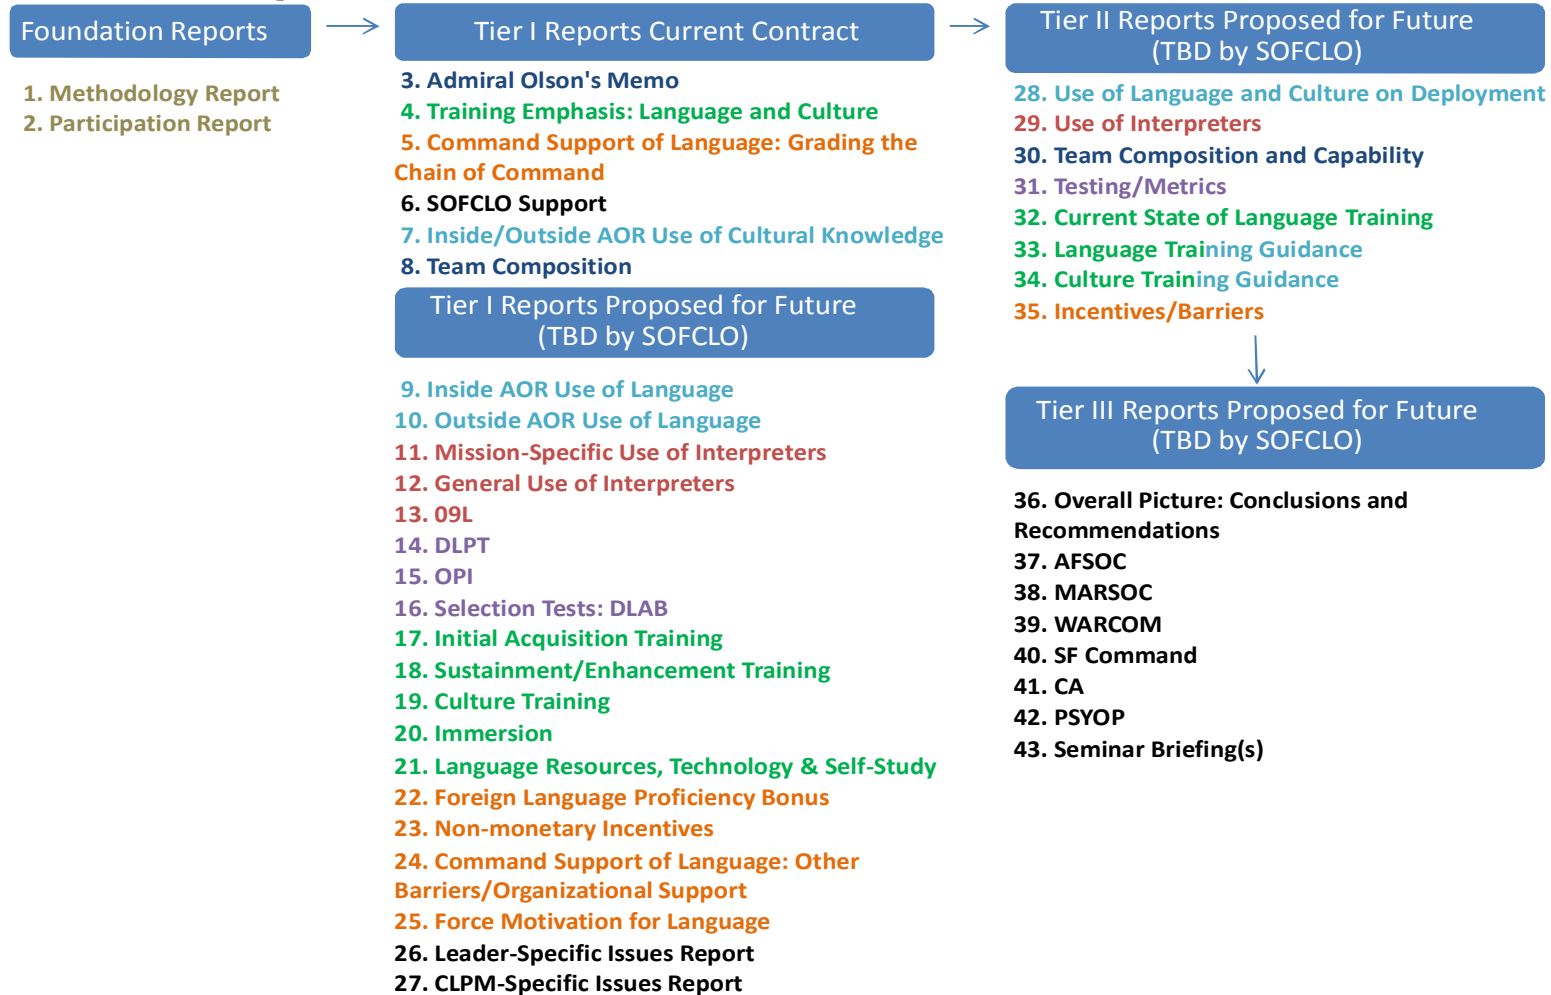 Foundation Reports
1. Methodology Report
2. Participation Report
Tier I Reports Current Contract
3. Admiral Olson's Memo
4. Training Emphasis: Language and Culture
5. Command Support of Language: Grading the
Chain of Command
6. SOFCLO Support
7. Inside/Outside AOR Use of Cultural Knowledge
8. Team Composition
Tier I Reports Proposed for Future
(TBD by SOFCLO)
9. Inside AOR Use of Language
10. Outside AOR Use of Language
11. Mission-Specific Use of Interpreters
12. General Use of Interpreters
13. 09L
14. DLPT
15. OPI
16. Selection Tests: DLAB
17. Initial Acquisition Training
18. Sustainment/Enhancement Training
19. Culture Training
20. Immersion
21. Language Resources, Technology & Self-Study
22. Foreign Language Proficiency Bonus
23. Non-monetary Incentives
24. Command Support of Language: Other
Barriers/Organizational Support
25. Force Motivation for Language
26. Leader-Specific Issues Report
27. CLPM-Specific Issues Report
Tier II Reports Proposed for Future
(TBD by SOFCLO)
28. Use of Language and Culture on Deployment
29. Use of Interpreters
30. Team Composition and Capability
31. Testing/Metrics
32. Current State of Language Training
33. Language Training Guidance
34. Culture Training Guidance
35. Incentives/Barriers
Tier III Reports Proposed for Future
(TBD by SOFCLO)
36. Overall Picture: Conclusions and
Recommendations
37. AFSOC
38. MARSOC
39. WARCOM
40. SF Command
41. CA
42. PSYOP
43. Seminar Briefing(s)